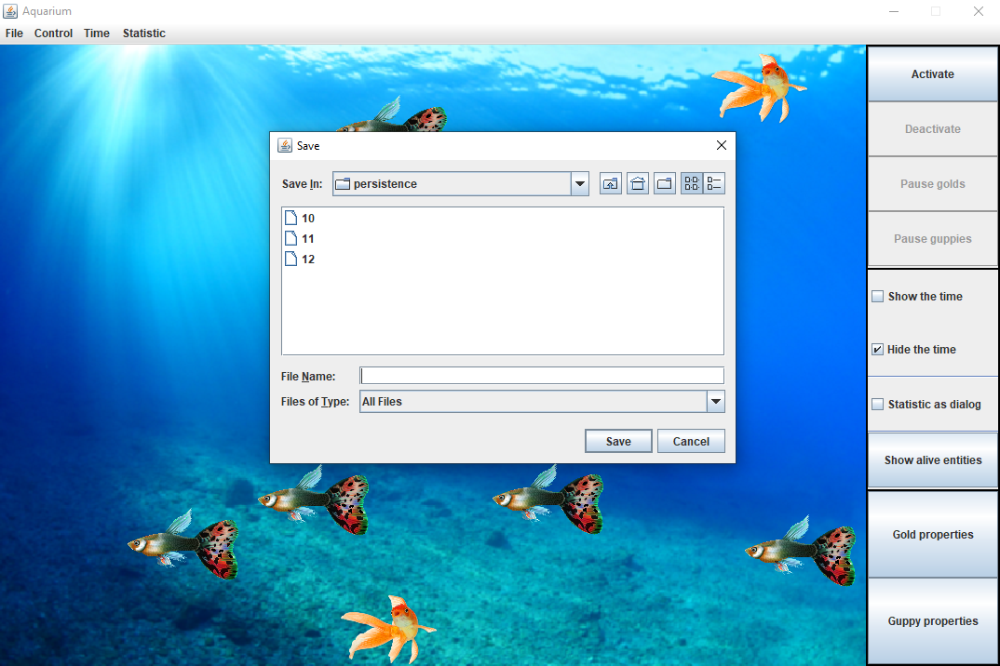 Aquarium
File Control Time Statistic
Activate
Deactivate
Pause golds
Pause guppies
Show the time
Hide the time
Statistic as dialog
Show alive entities
Gold properties
Guppy properties
Save
Save In: persistence
10
11
12
File Name:
Files of Type: All Files
Save Cancel